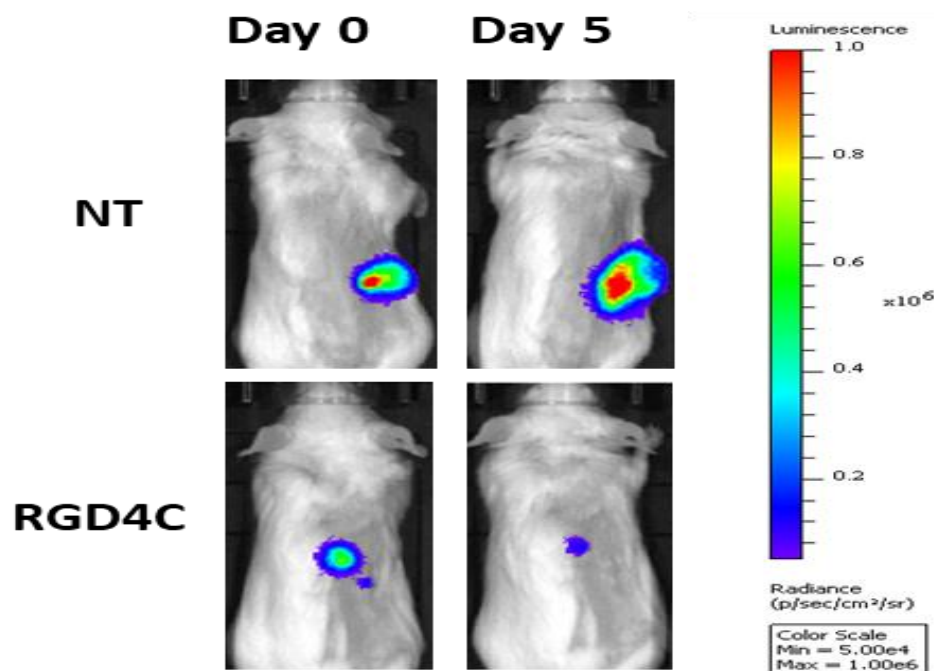 Day 0
Day 5
Luminescence
1.0
0.8
NT
0.6
x10⁶
0.4
0.2
RGD4C
Radiance
(p/sec/cm²/sr)
Color Scale
Min = 5.00e4
Max = 1.00e6